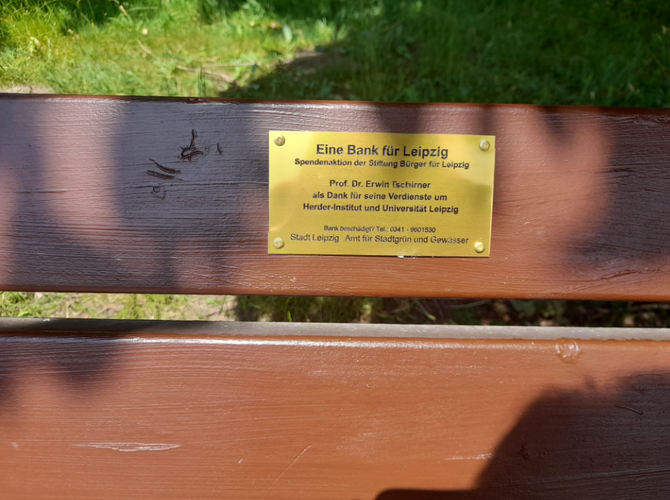 Eine Bank für Leipzig
Spendenaktion der Stiftung Bürger für Leipzig
Prof. Dr. Erwin Tschirner
als Dank für seine Verdienste um
Herder-Institut und Universität Leipzig
Bank beschädigt? Tel.: 0341 - 9601530
Stadt Leipzig · Amt für Stadtgrün und Gewässer